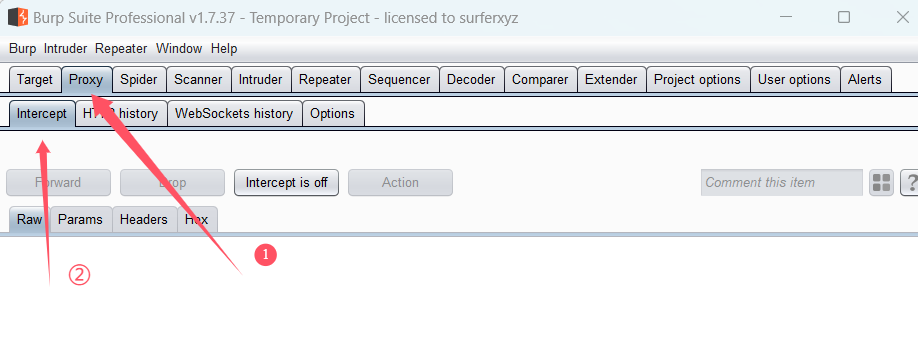 Burp Suite Professional v1.7.37 - Temporary Project - licensed to surferxyz
Burp Intruder Repeater Window Help
Target Proxy Spider Scanner Intruder Repeater Sequencer Decoder Comparer Extender Project options User options Alerts
Intercept HTTP history WebSockets history Options
Forward Drop Intercept is off Action Comment this item ?
Raw Params Headers Hex
1
②